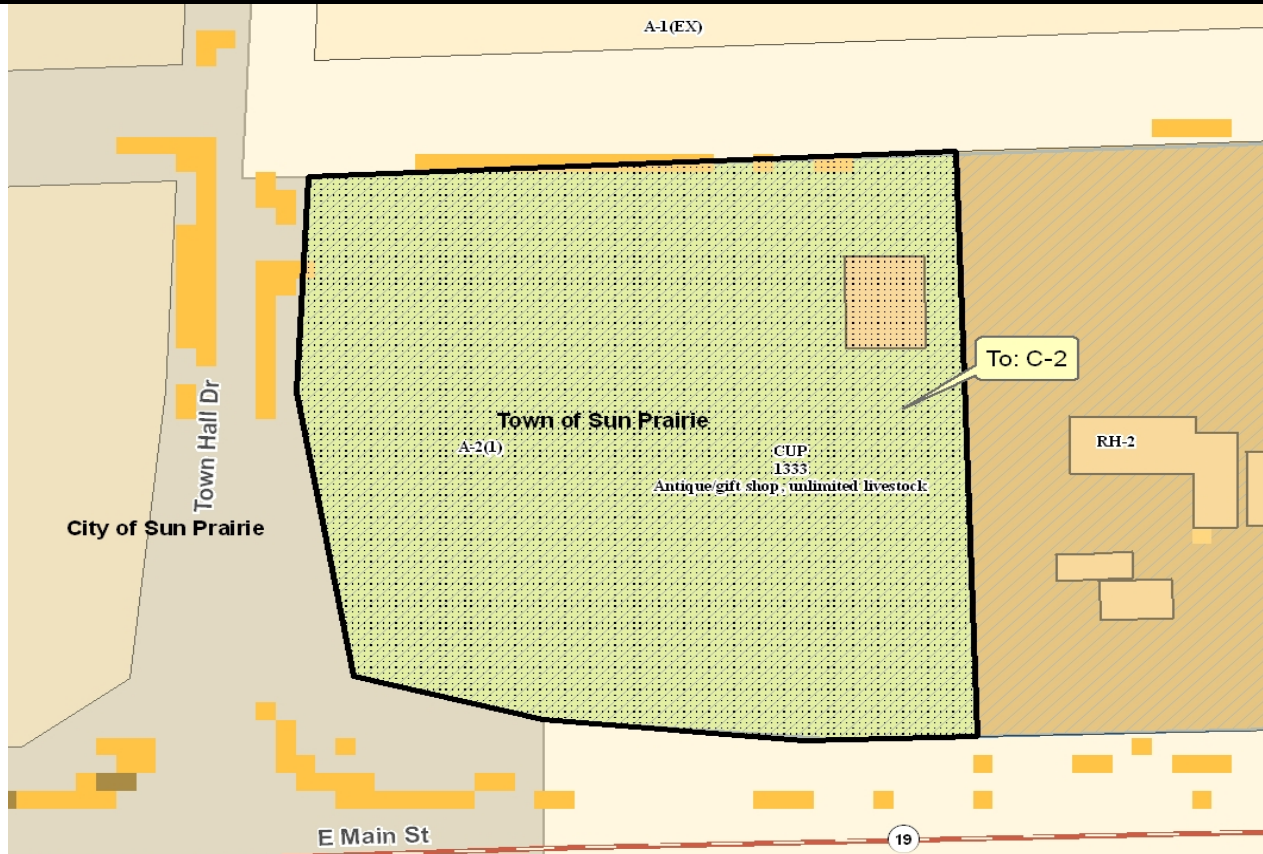 A-1(EX)
To: C-2
Town of Sun Prairie
A-2(1)
CUP
1333
Antique/gift shop, unlimited livestock
RH-2
Town Hall Dr
City of Sun Prairie
E Main St
19